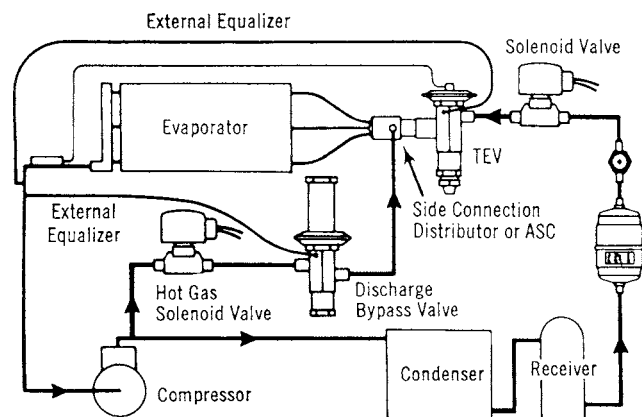 External Equalizer
Solenoid Valve
Evaporator
TEV
Side Connection
Distributor or ASC
External
Equalizer
Hot Gas
Solenoid Valve
Discharge
Bypass Valve
Compressor
Condenser
Receiver